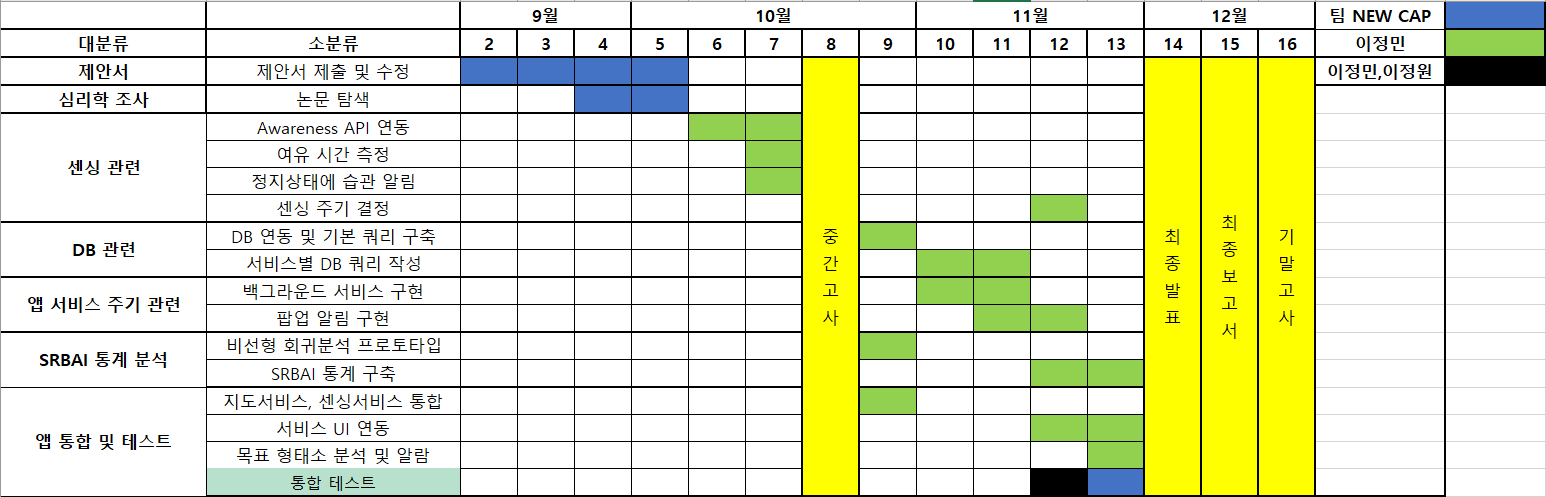 9월 10월 11월 12월 팀 NEW CAP
대분류 소분류 2 3 4 5 6 7 8 9 10 11 12 13 14 15 16 이정민
제안서 제안서 제출 및 수정 이정민,이정원
심리학 조사 논문 탐색
센싱 관련
Awareness API 연동
여유 시간 측정
정지상태에 습관 알림
센싱 주기 결정
DB 관련
DB 연동 및 기본 쿼리 구축
서비스별 DB 쿼리 작성
앱 서비스 주기 관련
백그라운드 서비스 구현
팝업 알림 구현
SRBAI 통계 분석
비선형 회귀분석 프로토타입
SRBAI 통계 구축
앱 통합 및 테스트
지도서비스, 센싱서비스 통합
서비스 UI 연동
목표 형태소 분석 및 알람
통합 테스트
중간고사
최종발표
최종보고서
기말고사